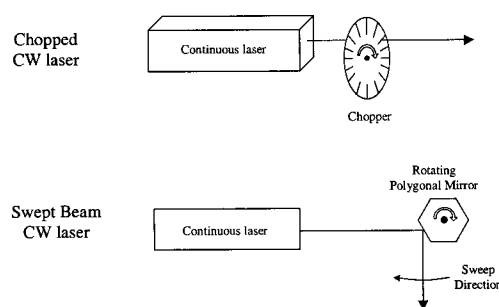 Chopped
CW laser
Continuous laser
Chopper
Rotating
Polygonal Mirror
Swept Beam
CW laser
Continuous laser
Sweep
Direction